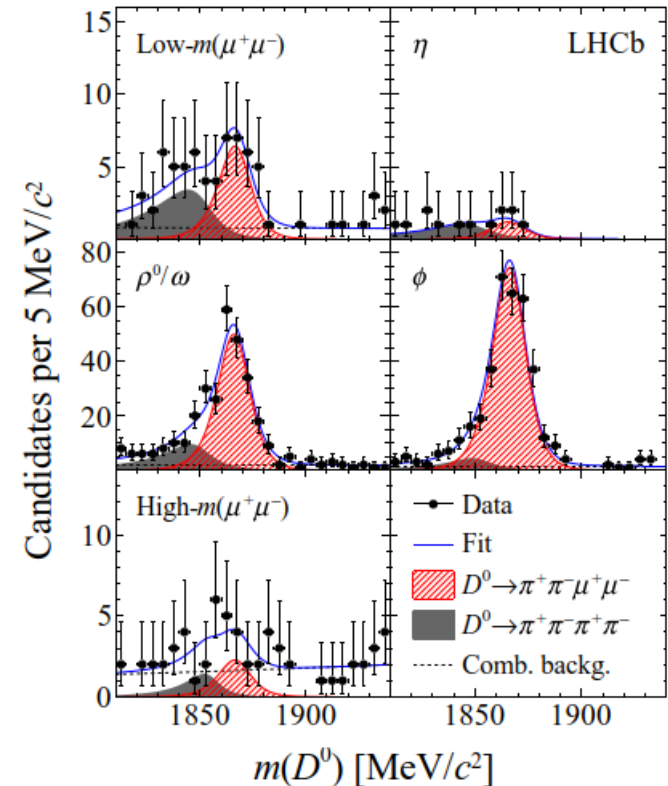 Candidates per 5 MeV/c²
15
10
5
0
Low-m(μ⁺μ⁻)
η
LHCb
80
60
40
20
ρ⁰/ω
ϕ
10
5
0
High-m(μ⁺μ⁻)
Data
Fit
D⁰→π⁺π⁻μ⁺μ⁻
D⁰→π⁺π⁻π⁺π⁻
Comb. backg.
1850 1900 1850 1900
m(D⁰) [MeV/c²]